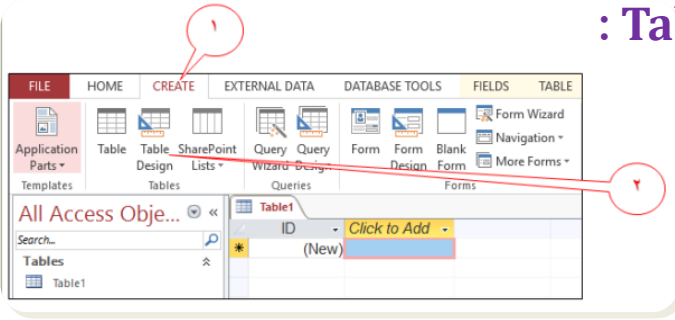 ١
: Ta
FILE HOME CREATE EXTERNAL DATA DATABASE TOOLS FIELDS TABLE
Application Parts
Table
Table Design
SharePoint Lists
Query Wizard
Query Design
Form
Form Design
Blank Form
Form Wizard
Navigation
More Forms
Templates Tables Queries Forms
٢
All Access Obje... «
Search...
Tables
Table1
Table1
ID Click to Add
(New)